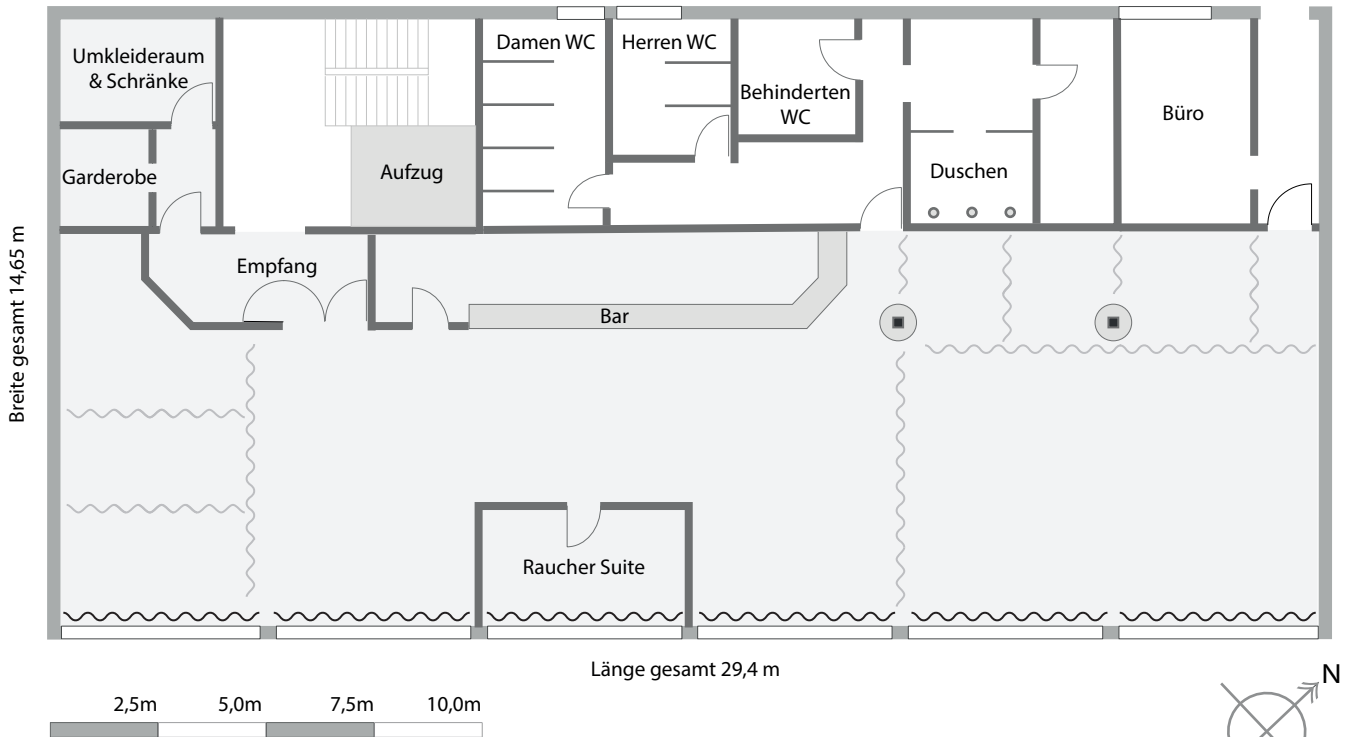 Damen WC
Herren WC
Umkleideraum
& Schränke
Behinderten
WC
Büro
Garderobe
Aufzug
Duschen
Empfang
Bar
Breite gesamt 14,65 m
Raucher Suite
Länge gesamt 29,4 m
N
2,5m
5,0m
7,5m
10,0m